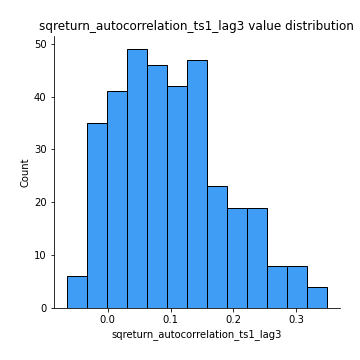 sqreturn_autocorrelation_ts1_lag3 value distribution
50
40
30
20
10
0
Count
0.0 0.1 0.2 0.3
sqreturn_autocorrelation_ts1_lag3